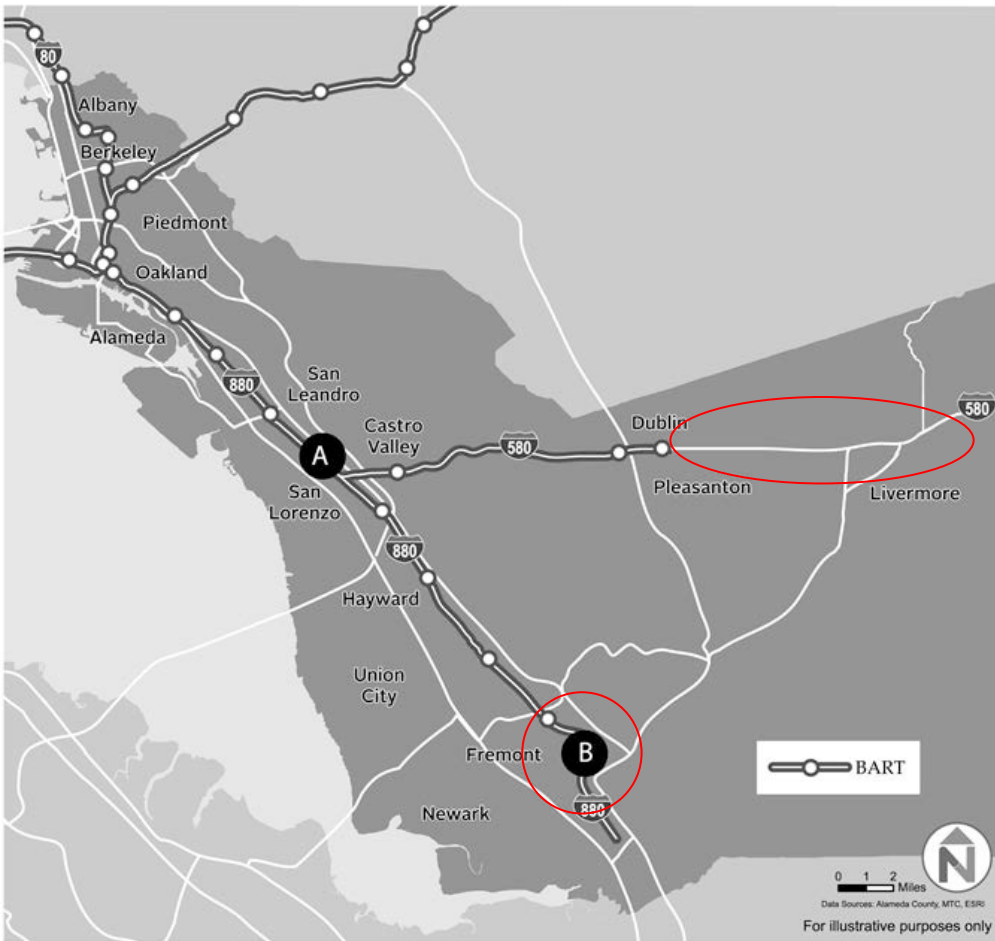 80
Albany
Berkeley
Piedmont
Oakland
Alameda
880
San
Leandro
Castro
Valley
A
580
Dublin
580
Pleasanton
Livermore
San
Lorenzo
880
Hayward
Union
City
Fremont
B
880
Newark
BART
N
0 1 2
Miles
Data Sources: Alameda County, MTC, ESRI
For illustrative purposes only